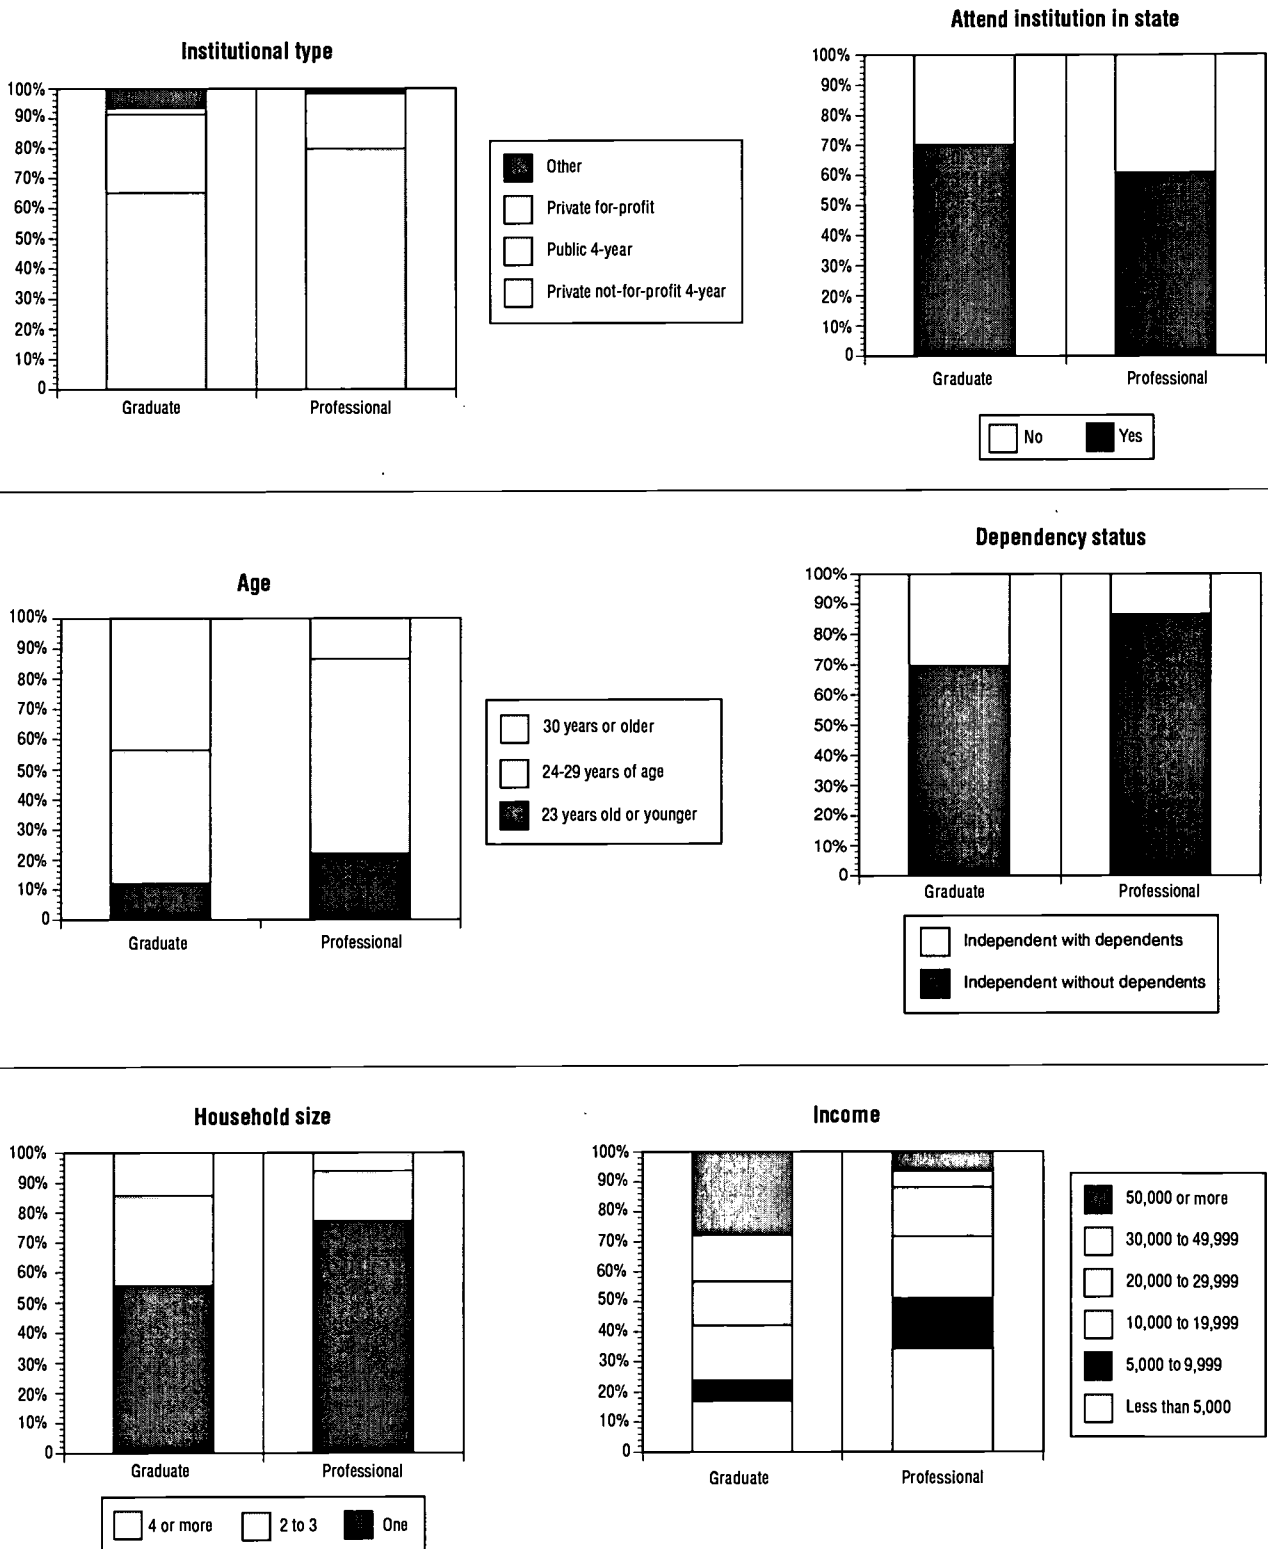 Institutional type
100%
90%
80%
70%
60%
50%
40%
30%
20%
10%
0
Graduate Professional
Other
Private for-profit
Public 4-year
Private not-for-profit 4-year
Attend institution in state
100%
90%
80%
70%
60%
50%
40%
30%
20%
10%
0
Graduate Professional
No Yes
Age
100%
90%
80%
70%
60%
50%
40%
30%
20%
10%
0
Graduate Professional
30 years or older
24-29 years of age
23 years old or younger
Dependency status
100%
90%
80%
70%
60%
50%
40%
30%
20%
10%
0
Graduate Professional
Independent with dependents
Independent without dependents
Household size
100%
90%
80%
70%
60%
50%
40%
30%
20%
10%
0
Graduate Professional
4 or more 2 to 3 One
Income
100%
90%
80%
70%
60%
50%
40%
30%
20%
10%
0
Graduate Professional
50,000 or more
30,000 to 49,999
20,000 to 29,999
10,000 to 19,999
5,000 to 9,999
Less than 5,000